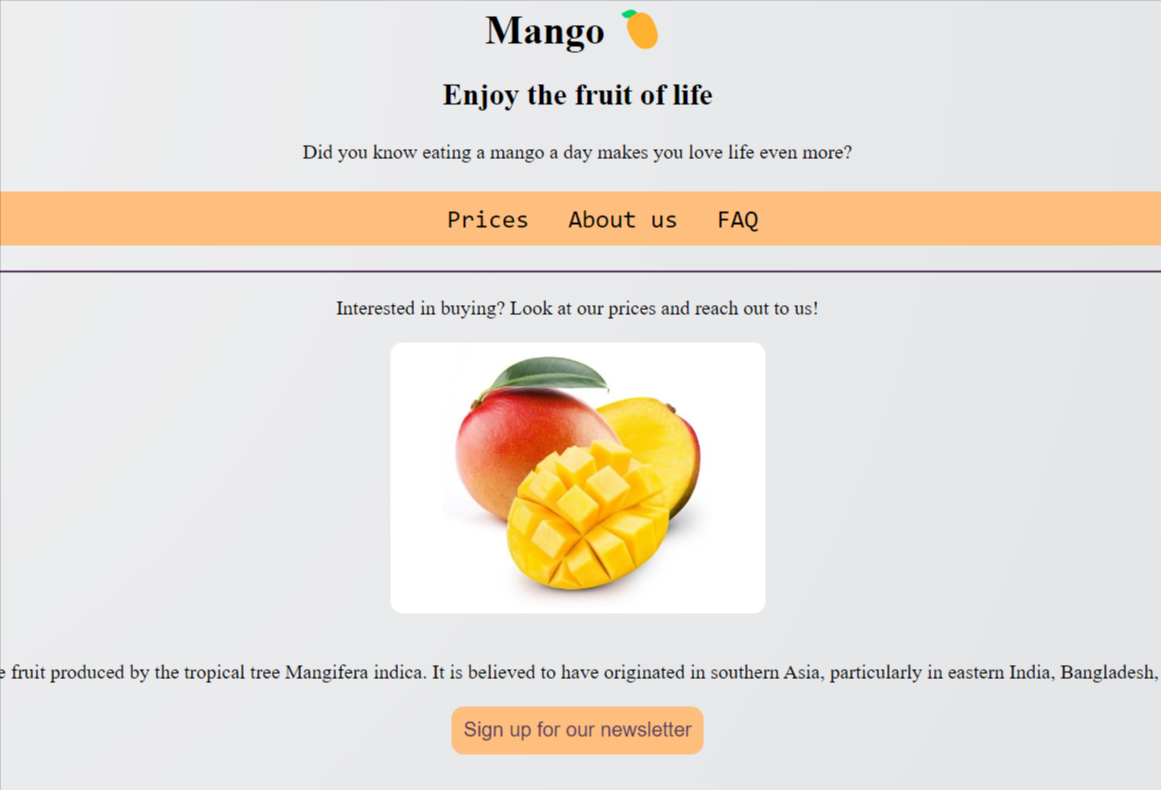 Mango
Enjoy the fruit of life
Did you know eating a mango a day makes you love life even more?
Prices About us FAQ
Interested in buying? Look at our prices and reach out to us!
fruit produced by the tropical tree Mangifera indica. It is believed to have originated in southern Asia, particularly in eastern India, Bangladesh,
Sign up for our newsletter